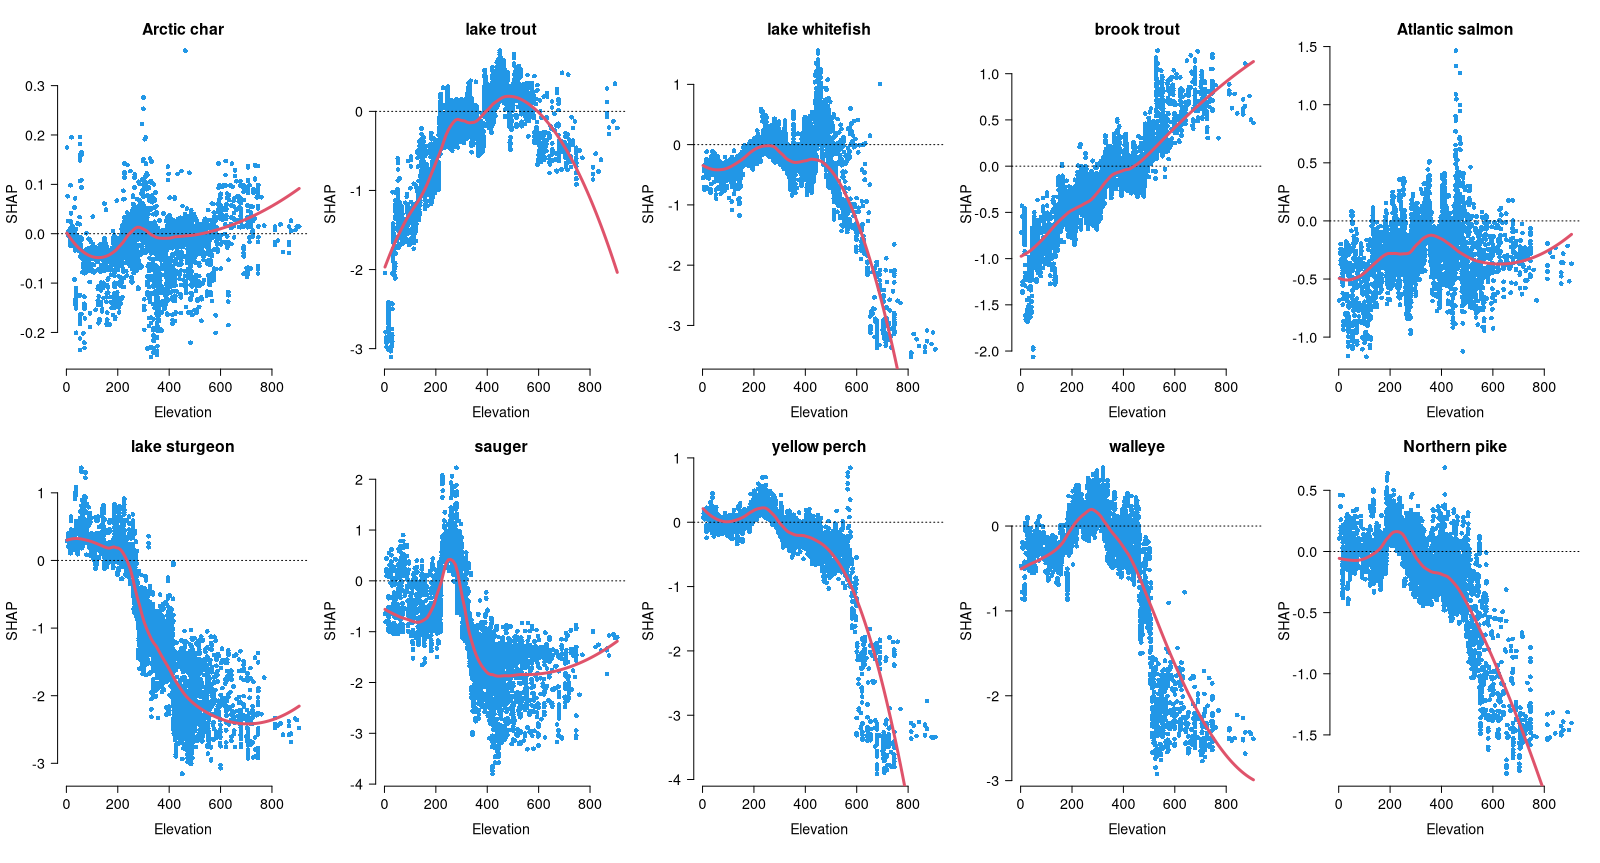 Arctic char
SHAP
0.3
0.2
0.1
0.0
-0.1
-0.2
0 200 400 600 800
Elevation
lake trout
SHAP
0
-1
-2
-3
0 200 400 600 800
Elevation
lake whitefish
SHAP
1
0
-1
-2
-3
0 200 400 600 800
Elevation
brook trout
SHAP
1.0
0.5
0.0
-0.5
-1.0
-1.5
-2.0
0 200 400 600 800
Elevation
Atlantic salmon
SHAP
1.5
1.0
0.5
0.0
-0.5
-1.0
0 200 400 600 800
Elevation
lake sturgeon
SHAP
1
0
-1
-2
-3
0 200 400 600 800
Elevation
sauger
SHAP
2
1
0
-1
-2
-3
-4
0 200 400 600 800
Elevation
yellow perch
SHAP
1
0
-1
-2
-3
-4
0 200 400 600 800
Elevation
walleye
SHAP
0
-1
-2
-3
0 200 400 600 800
Elevation
Northern pike
SHAP
0.5
0.0
-0.5
-1.0
-1.5
0 200 400 600 800
Elevation